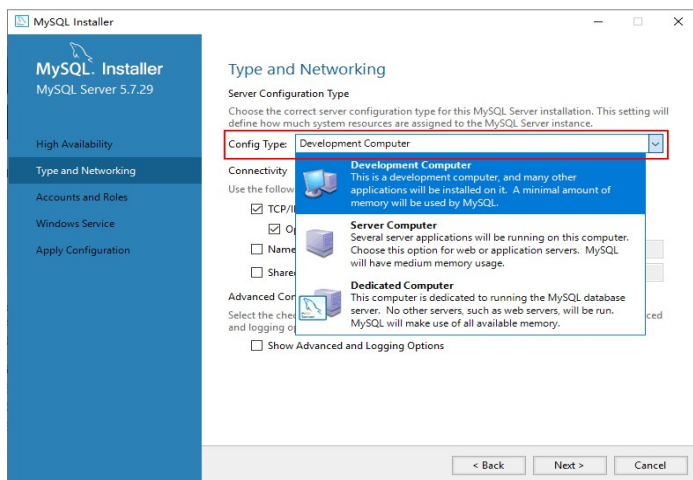 MySQL Installer
MySQL. Installer
MySQL Server 5.7.29
High Availability
Type and Networking
Accounts and Roles
Windows Service
Apply Configuration
Type and Networking
Server Configuration Type
Choose the correct server configuration type for this MySQL Server installation. This setting will
define how much system resources are assigned to the MySQL Server instance.
Config Type: Development Computer
Development Computer
This is a development computer, and many other
applications will be installed on it. A minimal amount of
memory will be used by MySQL.
Server Computer
Several server applications will be running on this computer.
Choose this option for web or application servers. MySQL
will have medium memory usage.
Dedicated Computer
This computer is dedicated to running the MySQL database
server. No other servers, such as web servers, will be run.
MySQL will make use of all available memory.
Connectivity
Use the follow
TCP/I
Name
Share
Advanced Con
Select the che
and logging o
Show Advanced and Logging Options
< Back
Next >
Cancel